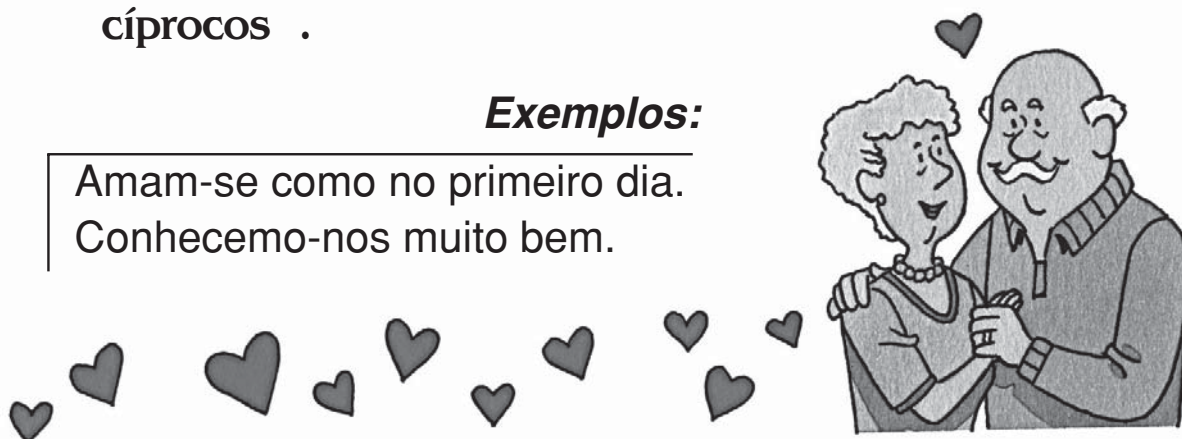 cíprocos .
Exemplos:
Amam-se como no primeiro dia.
Conhecemo-nos muito bem.